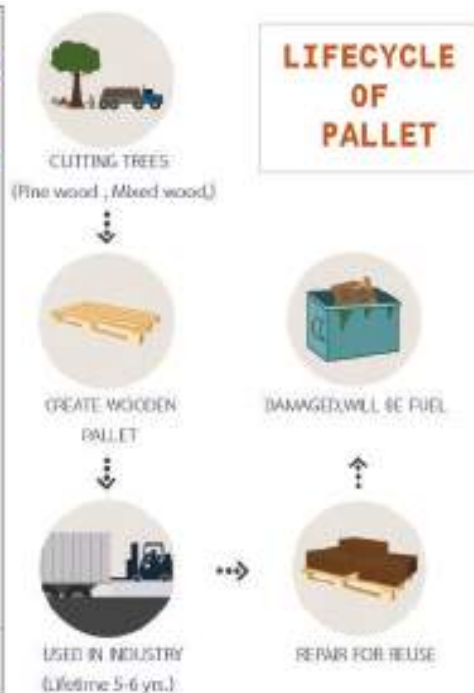 LIFECYCLE
OF
PALLET
CUTTING TREES
(Pine wood , Mixed wood,)
CREATE WOODEN
PALLET
USED IN INDUSTRY
(Lifetime 5-6 yrs.)
REPAIR FOR REUSE
DAMAGED,WILL BE FUEL